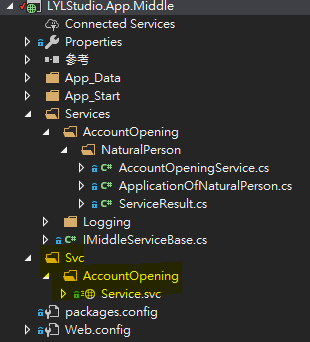 LYLStudio.App.Middle
Connected Services
Properties
參考
App_Data
App_Start
Services
AccountOpening
NaturalPerson
C# AccountOpeningService.cs
C# ApplicationOfNaturalPerson.cs
C# ServiceResult.cs
Logging
C# IMiddleServiceBase.cs
Svc
AccountOpening
Service.svc
packages.config
Web.config